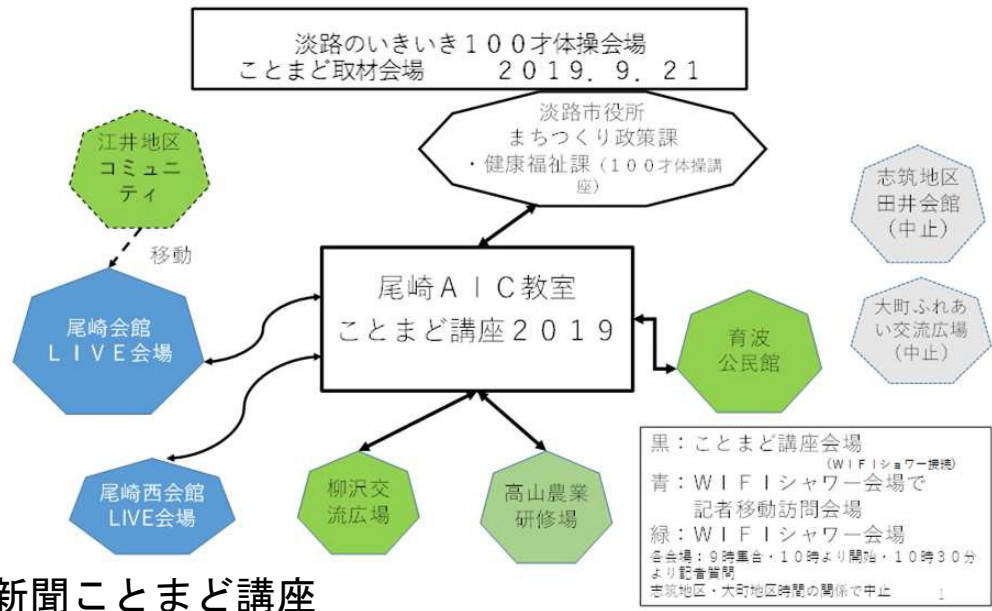 淡路のいきいき１００才体操会場
ことまど取材会場　　２０１９．９．２１
淡路市役所
まちつくり政策課
・健康福祉課（１００才体操講
座）
江井地区
コミュニ
ティ
移動
志筑地区
田井会館
（中止）
尾崎ＡＩＣ教室
ことまど講座２０１９
尾崎会館
ＬＩＶＥ会場
育波
公民館
大町ふれあ
い交流広場
（中止）
尾崎西会館
LIVE会場
柳沢交
流広場
高山農業
研修場
黒：ことまど講座会場
（ＷＩＦＩショワー接続）
青：ＷＩＦＩシャワー会場で
記者移動訪問会場
緑：ＷＩＦＩシャワー会場
各会場：９時集合・１０時より開始・１０時３０分
より記者質問
志筑地区・大町地区時間の関係で中止
1
新聞ことまど講座